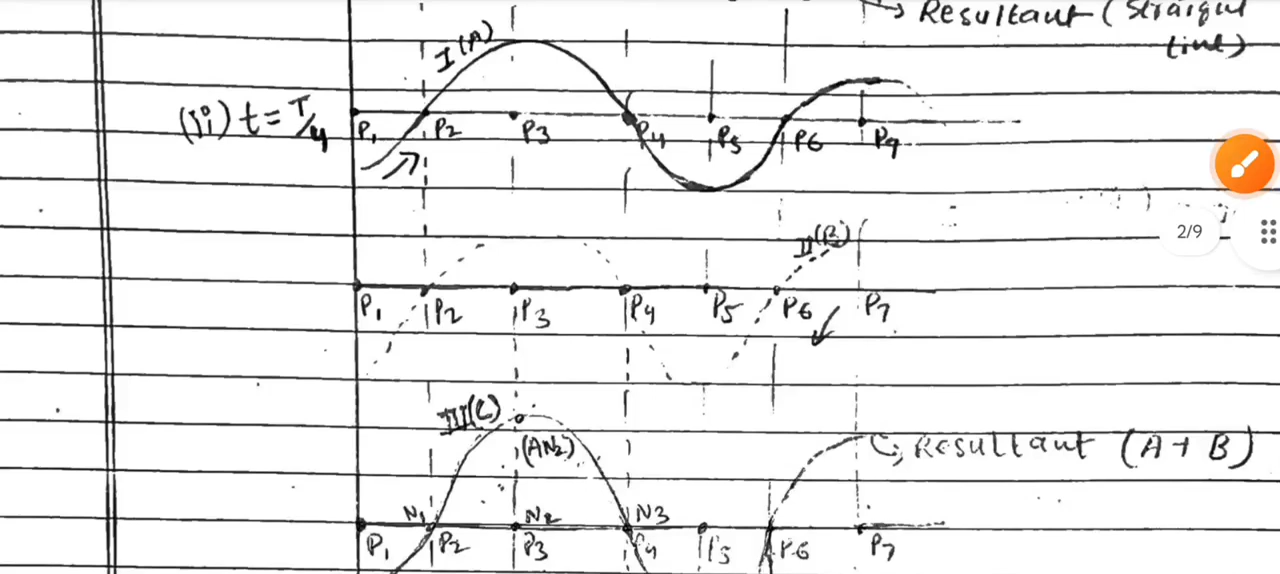 ↳ Resultant (Straight
line)
I(A)
(ii) t = T/4
P1 P2 P3 P4 P5 P6 P9
2/9
II(B)
P1 P2 P3 P4 P5 P6 P7
III(C)
(AN2)
Resultant (A+B)
N1 N2 N3
P1 P2 P3 P4 P5 P6 P7